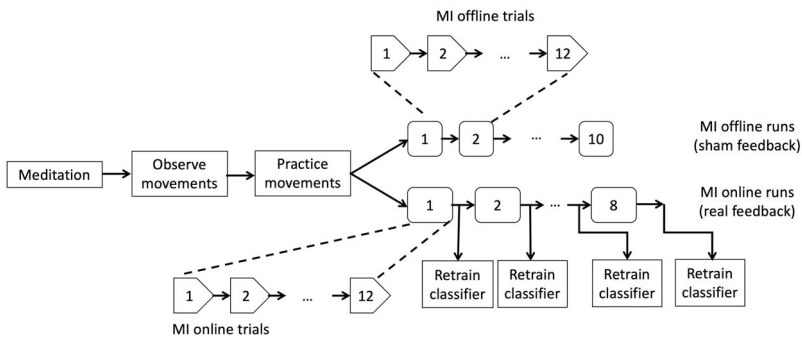 MI offline trials
1
2
...
12
1
2
...
10
MI offline runs
(sham feedback)
Meditation
Observe
movements
Practice
movements
1
2
...
8
MI online runs
(real feedback)
Retrain
classifier
Retrain
classifier
Retrain
classifier
Retrain
classifier
1
2
...
12
MI online trials